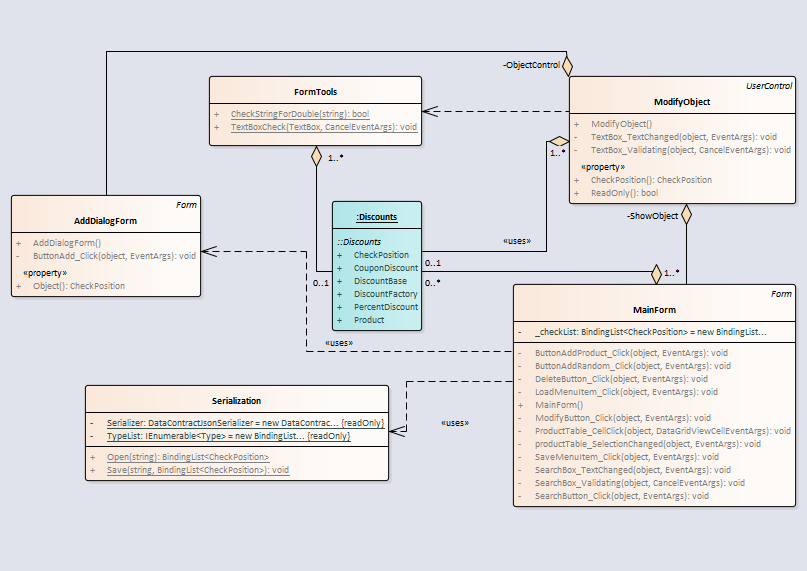 -ObjectControl
FormTools
+ CheckStringForDouble(string): bool
+ TextBoxCheck(TextBox, CancelEventArgs): void
UserControl
ModifyObject
+ ModifyObject()
- TextBox_TextChanged(object, EventArgs): void
- TextBox_Validating(object, CancelEventArgs): void
«property»
+ CheckPosition(): CheckPosition
+ ReadOnly(): bool
1..*
1..*
Form
AddDialogForm
+ AddDialogForm()
- ButtonAdd_Click(object, EventArgs): void
«property»
+ Object(): CheckPosition
:Discounts
::Discounts
+ CheckPosition
+ CouponDiscount
+ DiscountBase
+ DiscountFactory
+ PercentDiscount
+ Product
-ShowObject
«uses»
0..1
0..1
0..*
1..*
«uses»
Form
MainForm
- _checkList: BindingList<CheckPosition> = new BindingList...
- ButtonAddProduct_Click(object, EventArgs): void
- ButtonAddRandom_Click(object, EventArgs): void
- DeleteButton_Click(object, EventArgs): void
- LoadMenuItem_Click(object, EventArgs): void
+ MainForm()
- ModifyButton_Click(object, EventArgs): void
- ProductTable_CellClick(object, DataGridViewCellEventArgs): void
- productTable_SelectionChanged(object, EventArgs): void
- SaveMenuItem_Click(object, EventArgs): void
- SearchBox_TextChanged(object, EventArgs): void
- SearchBox_Validating(object, CancelEventArgs): void
- SearchButton_Click(object, EventArgs): void
Serialization
- Serializer: DataContractJsonSerializer = new DataContrac... {readOnly}
- TypeList: IEnumerable<Type> = new BindingList... {readOnly}
+ Open(string): BindingList<CheckPosition>
+ Save(string, BindingList<CheckPosition>): void
«uses»